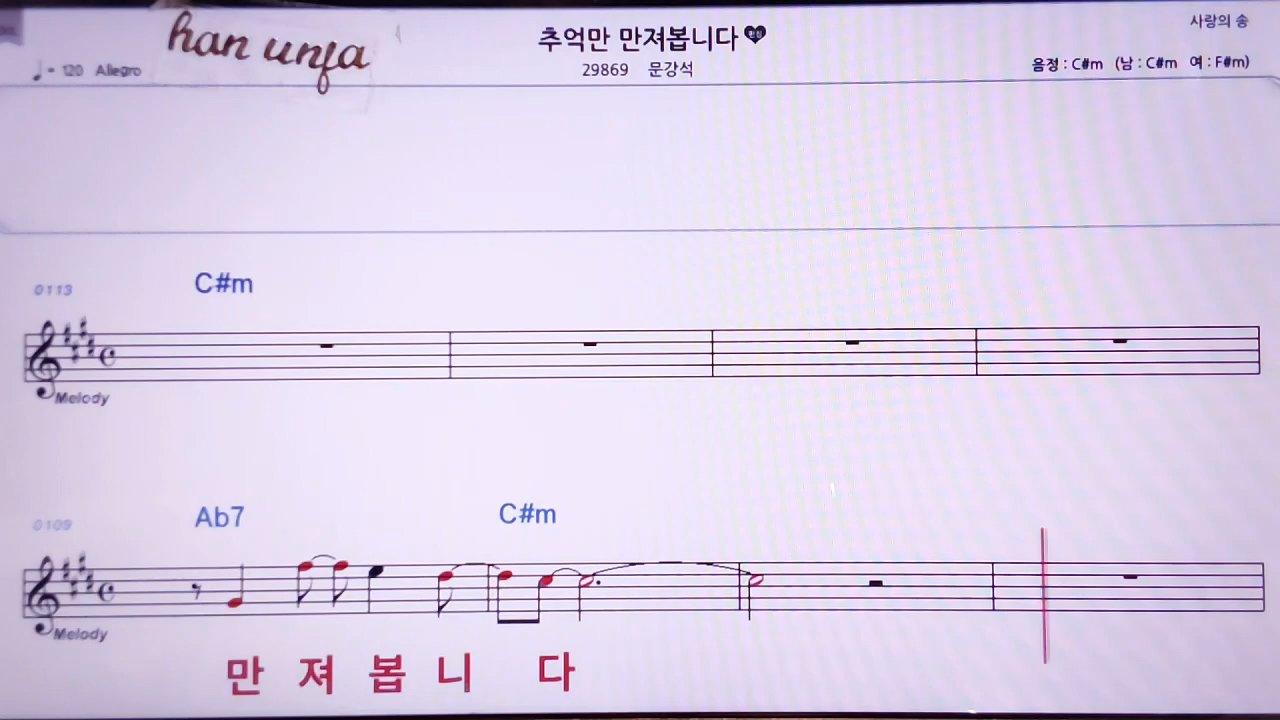 han unfa
추억만 만져봅니다
사랑의 송
♩= 120 Allegro
29869 문강석
음정 : C#m (남 : C#m 여 : F#m)
0113
C#m
Melody
0109
Ab7 C#m
Melody
만 져 봅 니 다